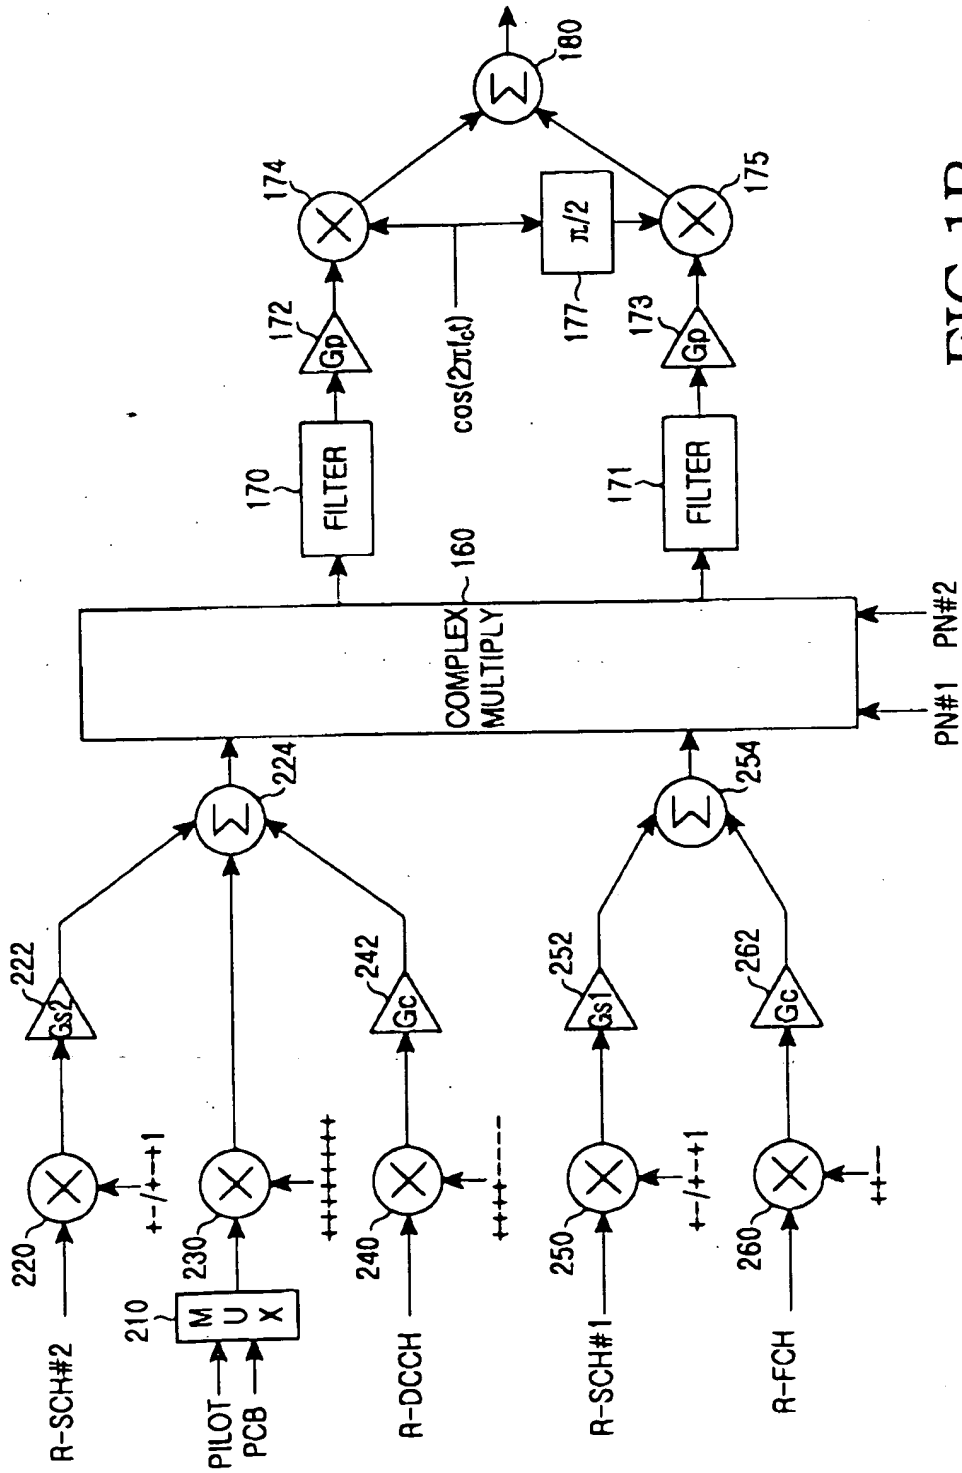 R-SCH#2
220
+-/+--+1
222
Gs2
PILOT
PCB
210
M
U
X
230
++++++++
224
Σ
R-DCCH
240
++++----
242
Gc
R-SCH#1
250
+-/+--+1
252
Gs1
254
Σ
R-FCH
260
++--
262
Gc
COMPLEX
MULTIPLY
160
PN#1
PN#2
170
FILTER
172
Gp
174
cos(2πfct)
177
π/2
171
FILTER
173
Gp
175
Σ
180